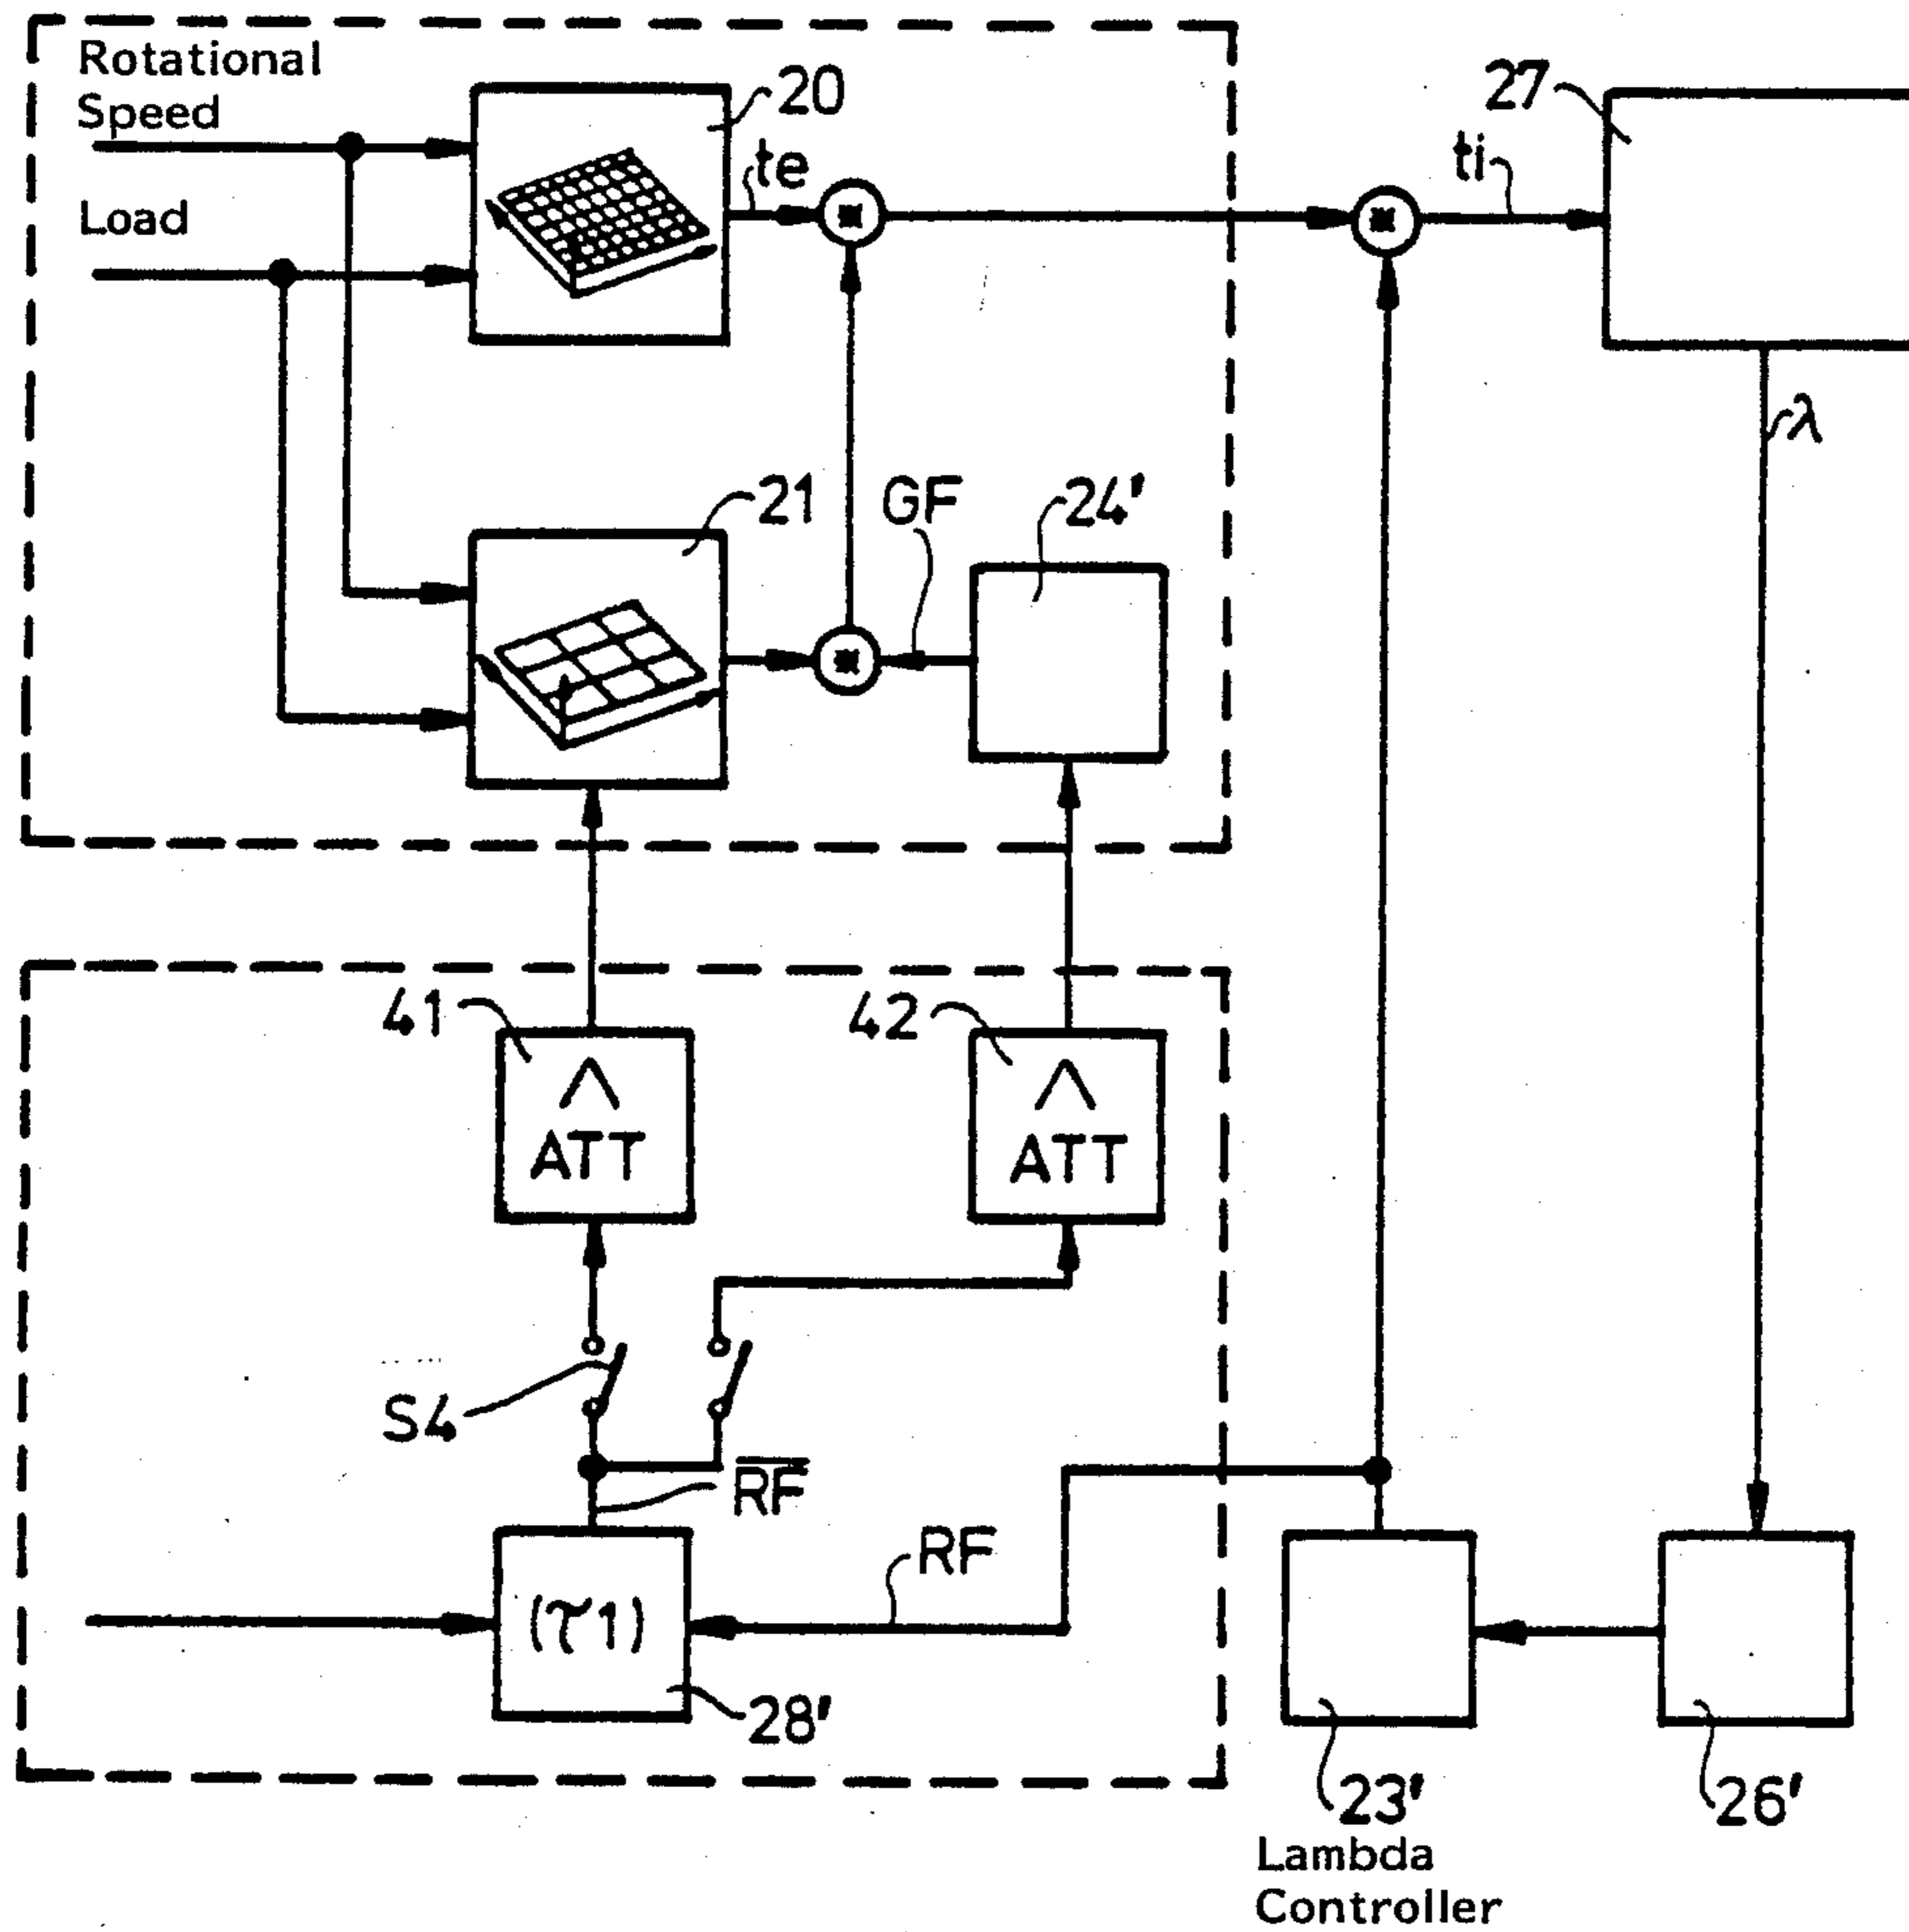 Rotational
Speed
Load
20
te
27
ti
λ
21
GF
24'
41
42
Λ
ATT
Λ
ATT
S4
R̅F̅
RF
(τ1)
28'
23'
26'
Lambda
Controller